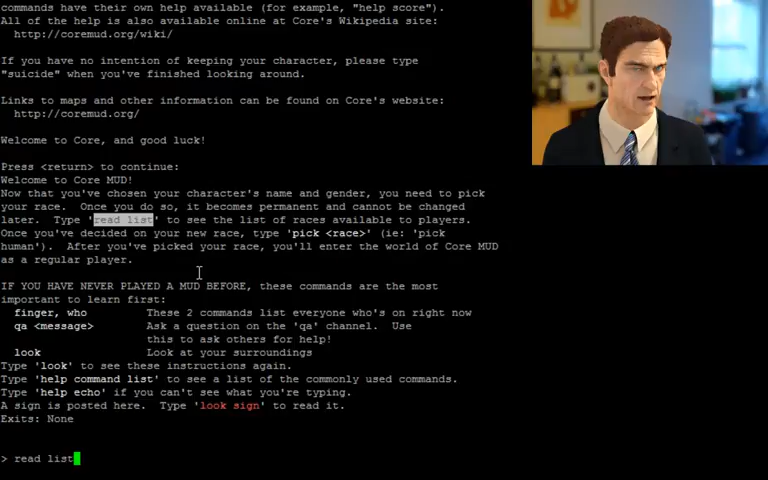 commands have their own help available (for example, "help score").
All of the help is also available online at Core's Wikipedia site:
http://coremud.org/wiki/
If you have no intention of keeping your character, please type
"suicide" when you've finished looking around.
Links to maps and other information can be found on Core's website:
http://coremud.org/
Welcome to Core, and good luck!
Press <return> to continue:
Welcome to Core MUD!
Now that you've chosen your character's name and gender, you need to pick
your race.  Once you do so, it becomes permanent and cannot be changed
later.  Type 'read list' to see the list of races available to players.
Once you've decided on your new race, type 'pick <race>' (ie: 'pick
human').  After you've picked your race, you'll enter the world of Core MUD
as a regular player.
IF YOU HAVE NEVER PLAYED A MUD BEFORE, these commands are the most
important to learn first:
finger, who          These 2 commands list everyone who's on right now
qa <message>         Ask a question on the 'qa' channel.  Use
this to ask others for help!
look                 Look at your surroundings
Type 'look' to see these instructions again.
Type 'help command list' to see a list of the commonly used commands.
Type 'help echo' if you can't see what you're typing.
A sign is posted here.  Type 'look sign' to read it.
Exits: None
> read list